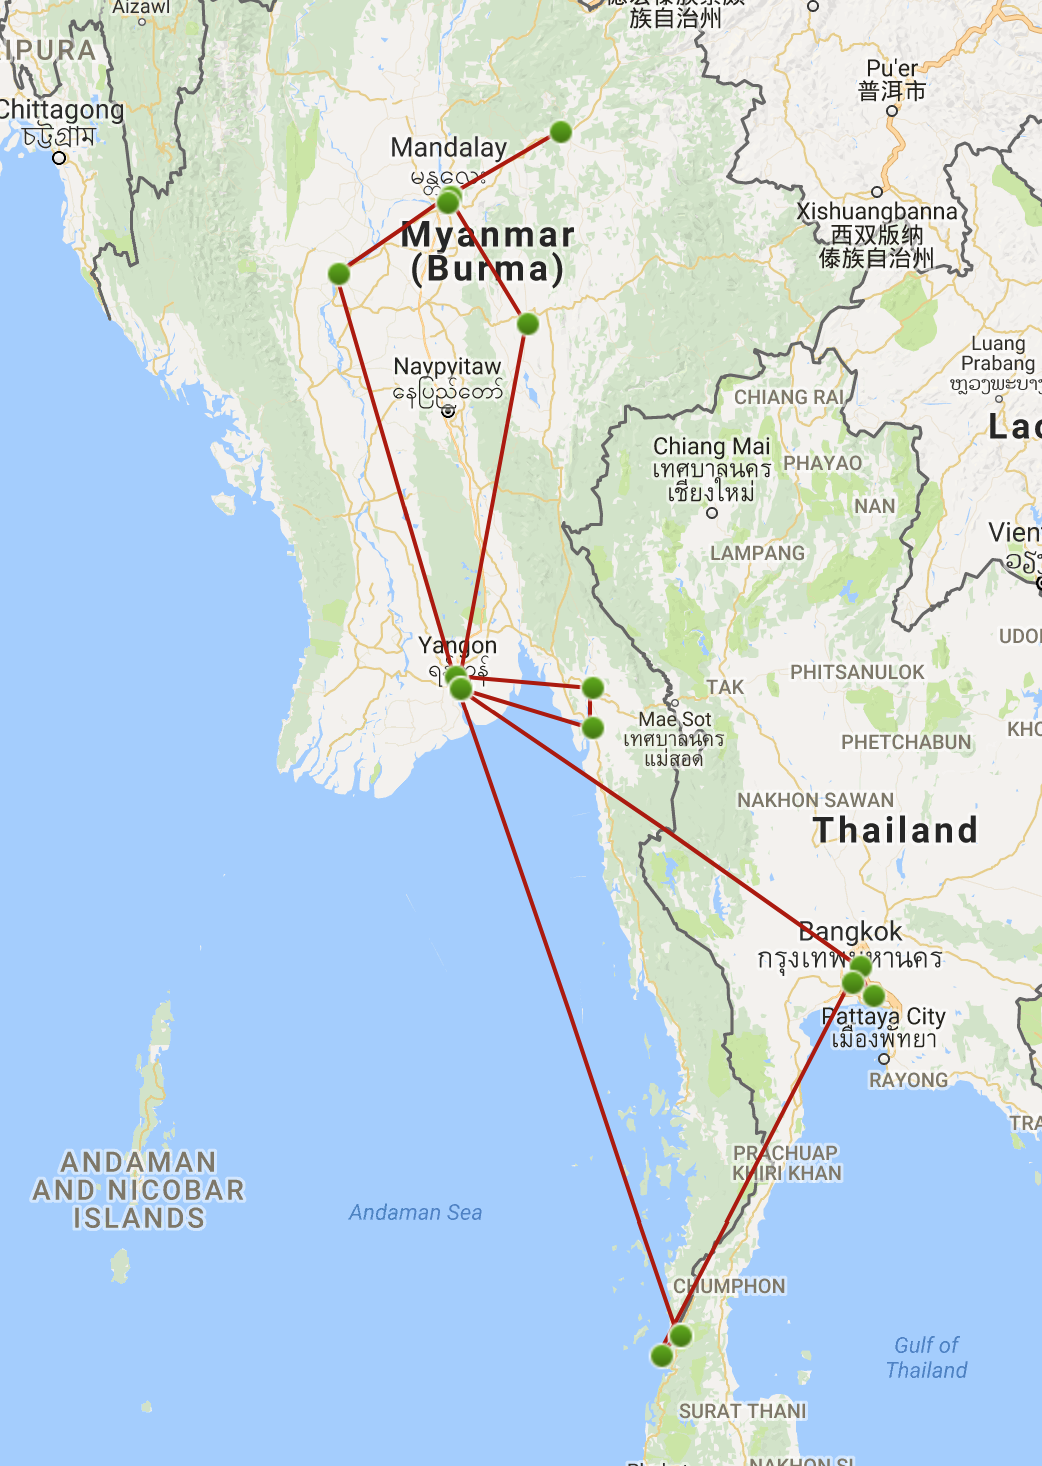 Aizawl
族自治州
IPURA
Pu'er
普洱市
Chittagong
চট্টগ্রাম
Mandalay
မန္တလေး
Xishuangbanna
西双版纳
傣族自治州
Myanmar
(Burma)
Luang
Prabang
Naypyitaw
နေပြည်တော်
CHIANG RAI
Lao
Chiang Mai
เทศบาลนคร
เชียงใหม่
PHAYAO
NAN
Vien
LAMPANG
UDO
Yangon
PHITSANULOK
TAK
Mae Sot
เทศบาลนคร
แม่สอด
KHO
PHETCHABUN
NAKHON SAWAN
Thailand
Bangkok
กรุงเทพมหานคร
Pattaya City
เมืองพัทยา
RAYONG
TRA
PRACHUAP
KHIRI KHAN
ANDAMAN
AND NICOBAR
ISLANDS
Andaman Sea
CHUMPHON
Gulf of
Thailand
SURAT THANI
NAKHON SI